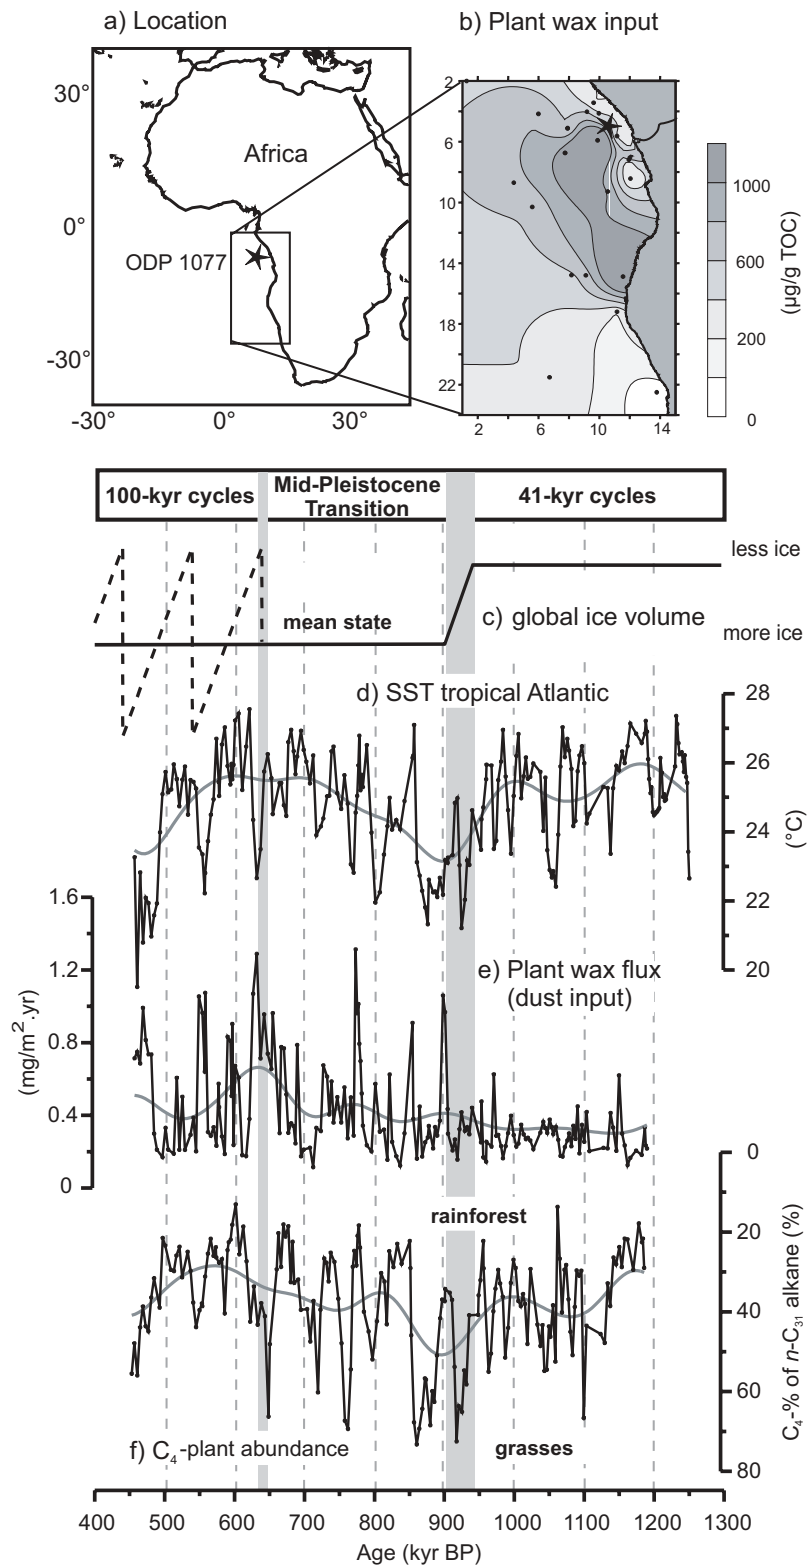 a) Location
b) Plant wax input
30°
0°
-30°
Africa
ODP 1077
-30°
0°
30°
2
6
10
14
18
22
2
6
10
14
1000
600
200
0
(µg/g TOC)
100-kyr cycles
Mid-Pleistocene
Transition
41-kyr cycles
less ice
mean state
c) global ice volume
more ice
d) SST tropical Atlantic
28
26
24
22
20
(°C)
1.6
1.2
0.8
0.4
0
(mg/m².yr)
e) Plant wax flux
(dust input)
0
20
40
60
80
C₄-% of n-C₃₁ alkane (%)
rainforest
f) C₄-plant abundance
grasses
400
500
600
700
800
900
1000
1100
1200
1300
Age (kyr BP)